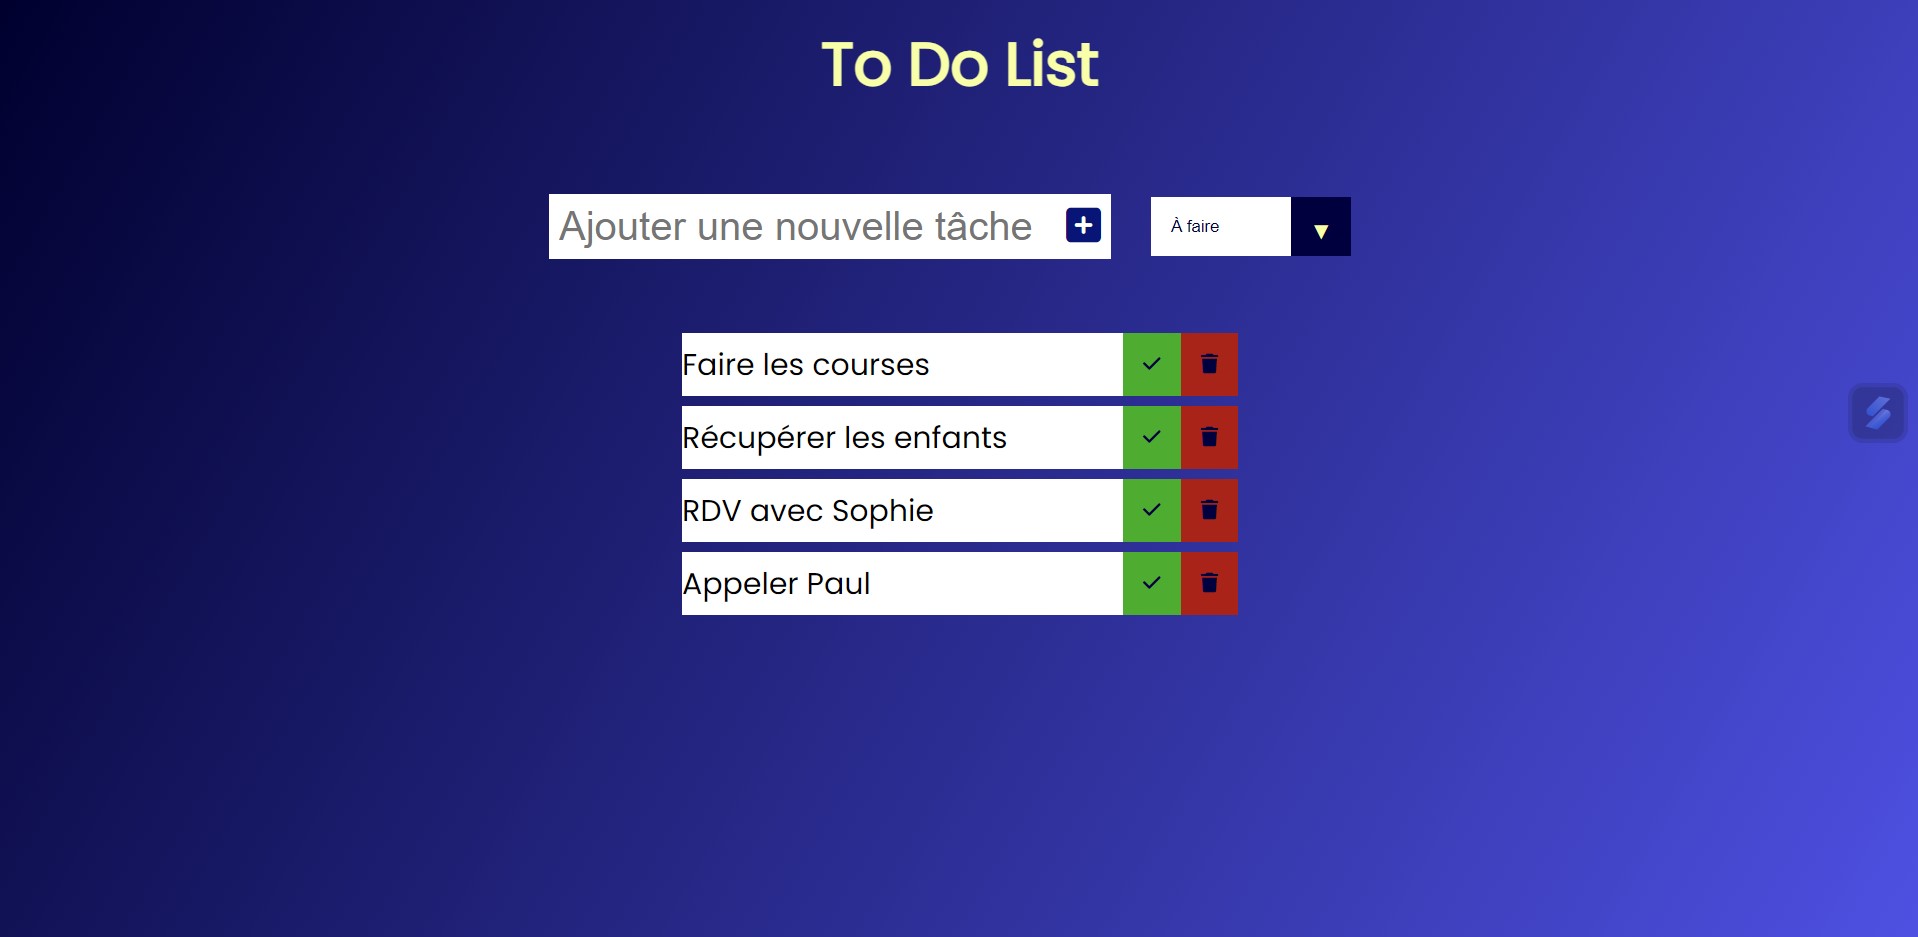 To Do List
Ajouter une nouvelle tâche
À faire
Faire les courses
Récupérer les enfants
RDV avec Sophie
Appeler Paul